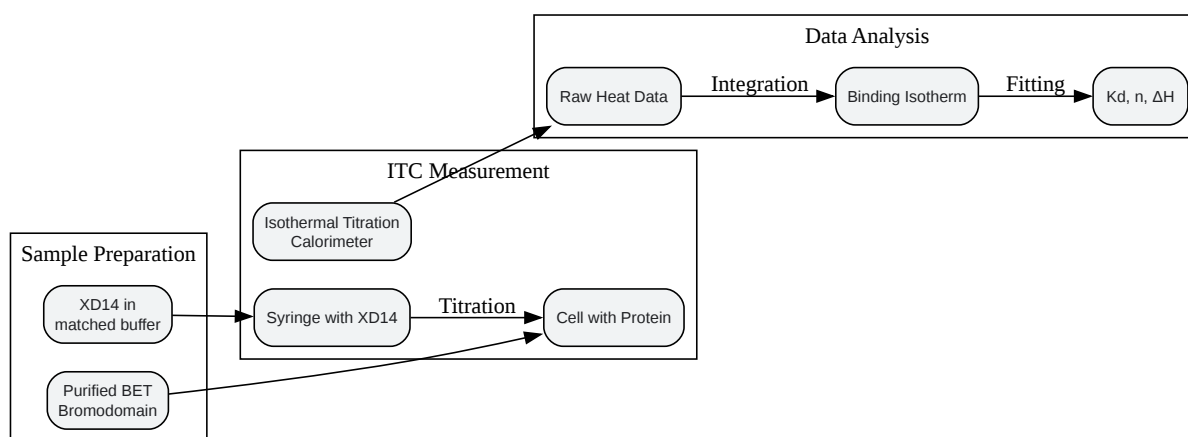 Data Analysis
Raw Heat Data
Integration
Binding Isotherm
Fitting
Kd, n, ΔH
ITC Measurement
Isothermal Titration
Calorimeter
Syringe with XD14
Titration
Cell with Protein
Sample Preparation
XD14 in
matched buffer
Purified BET
Bromodomain